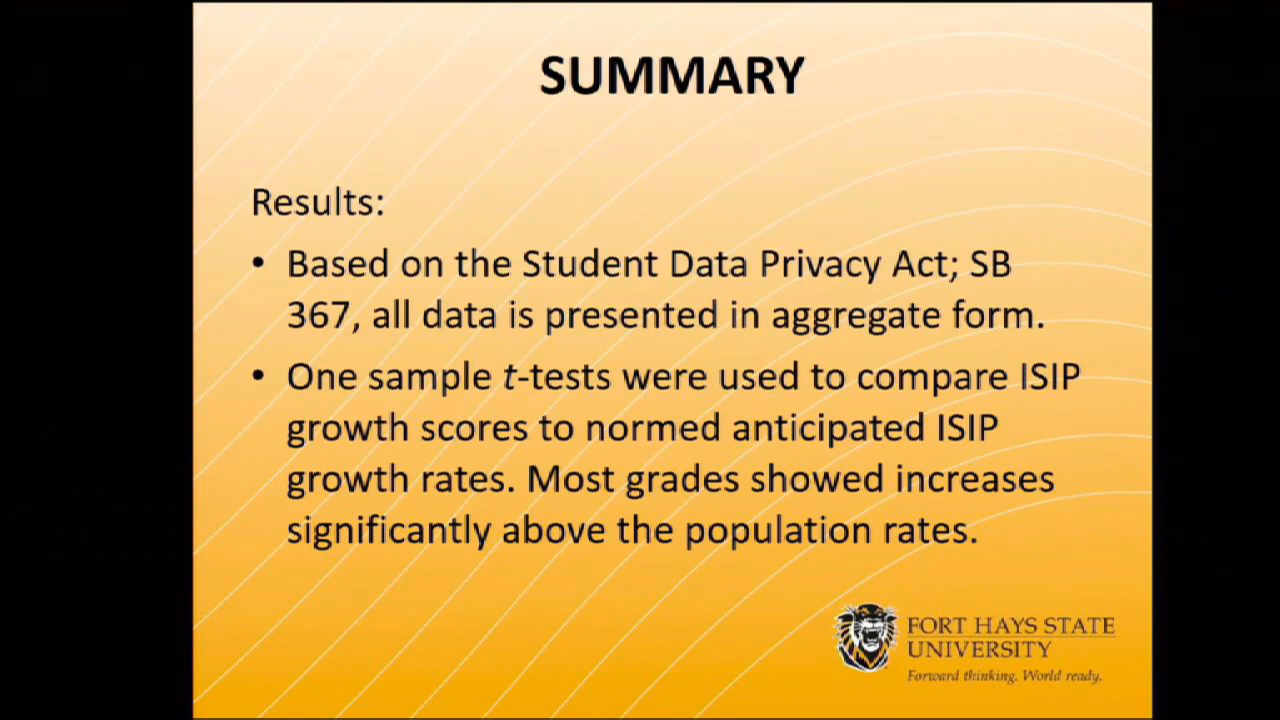 SUMMARY
Results:
• Based on the Student Data Privacy Act; SB
367, all data is presented in aggregate form.
• One sample t-tests were used to compare ISIP
growth scores to normed anticipated ISIP
growth rates. Most grades showed increases
significantly above the population rates.
FORT HAYS STATE
UNIVERSITY
Forward thinking. World ready.